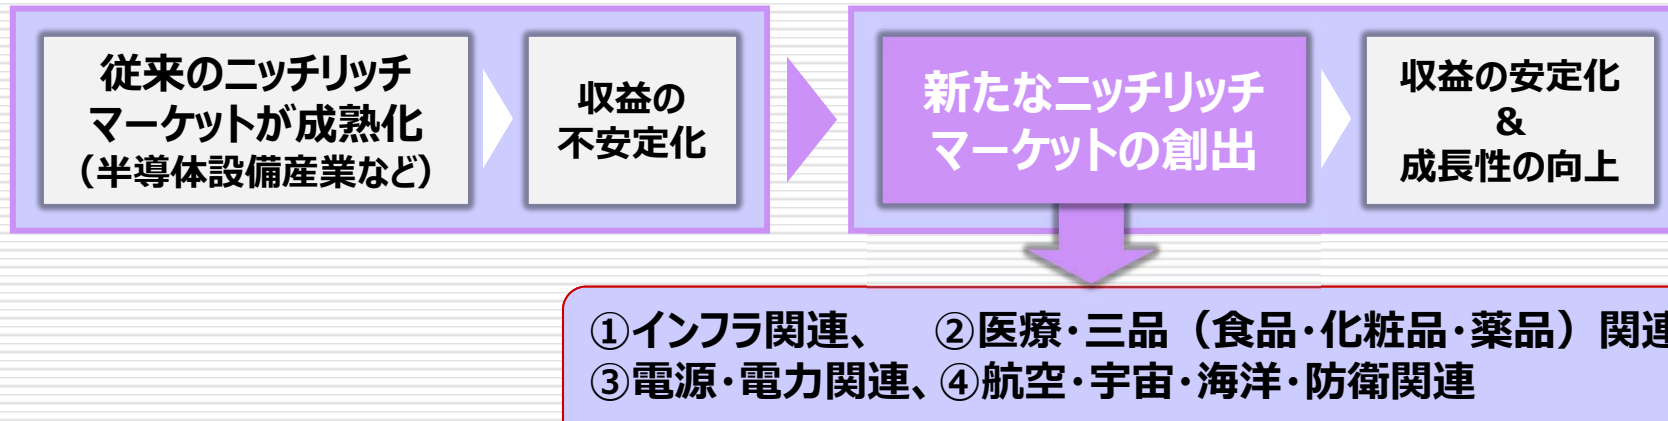 従来のニッチリッチ
マーケットが成熟化
（半導体設備産業など）
収益の
不安定化
新たなニッチリッチ
マーケットの創出
収益の安定化
&
成長性の向上
①インフラ関連、　②医療・三品（食品・化粧品・薬品）関連
③電源・電力関連、④航空・宇宙・海洋・防衛関連